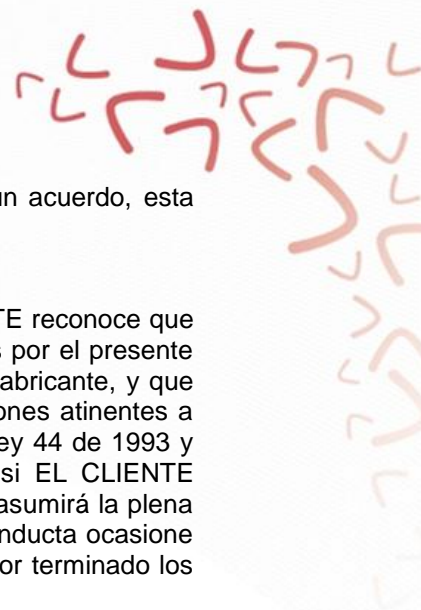 un acuerdo, esta
TE reconoce que
s por el presente
abricante, y que
ones atinentes a
ey 44 de 1993 y
si EL CLIENTE
asumirá la plena
onducta ocasione
or terminado los